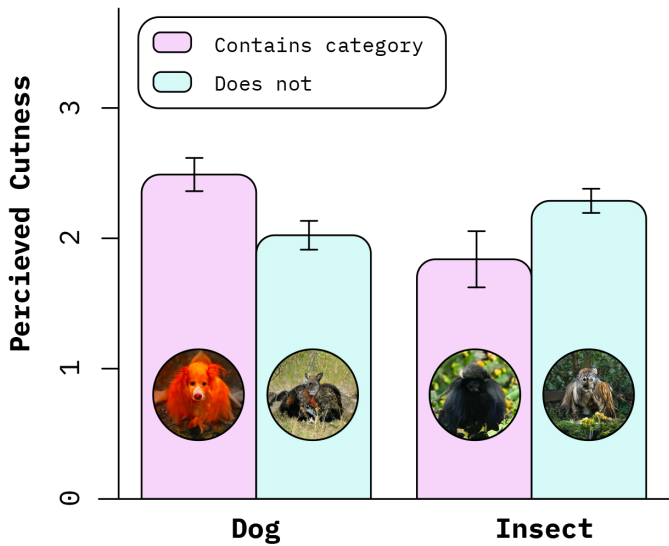 Contains category
Does not
Percieved Cutness
3
2
1
0
Dog
Insect